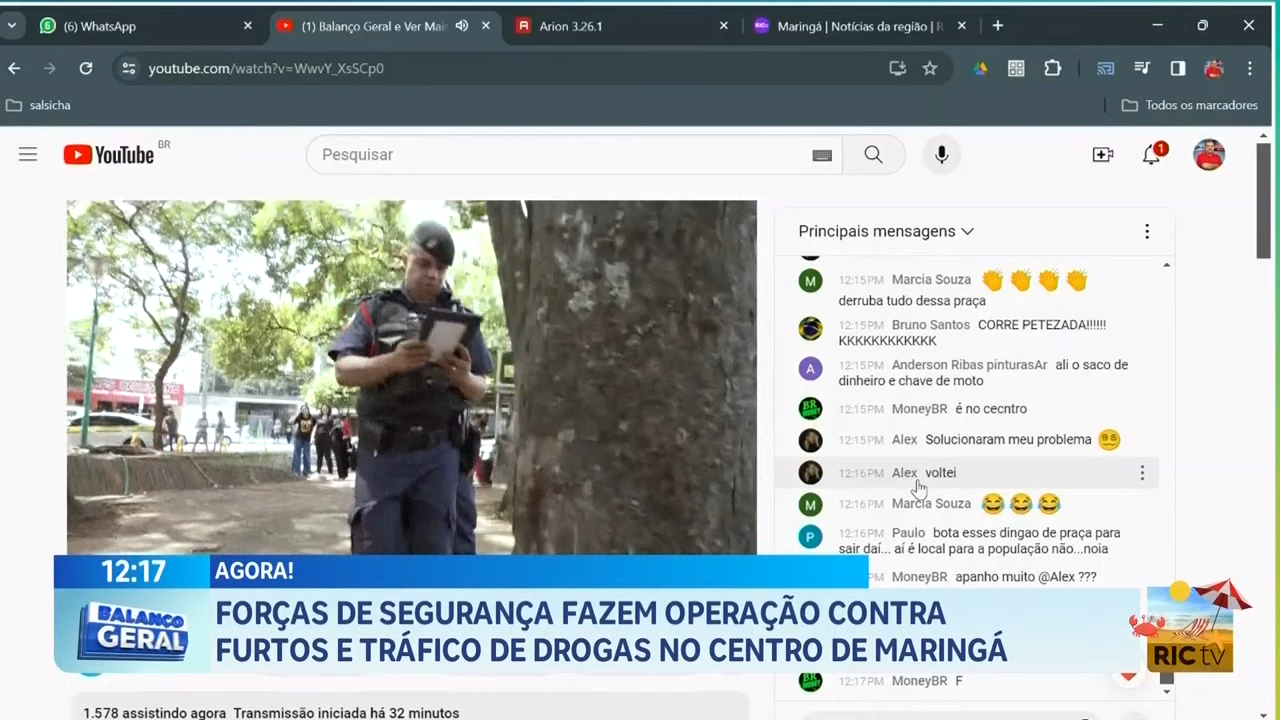 (6) WhatsApp
(1) Balanço Geral e Ver Mais
Arion 3.26.1
Maringá | Notícias da região | R
youtube.com/watch?v=WwvY_XsSCp0
salsicha
Todos os marcadores
YouTube
BR
Pesquisar
1
Principais mensagens
12:15PM Marcia Souza
derruba tudo dessa praça
12:15PM Bruno Santos CORRE PETEZADA!!!!!!
KKKKKKKKKKKK
12:15PM Anderson Ribas pinturasAr ali o saco de
dinheiro e chave de moto
12:15PM MoneyBR é no cecntro
12:15PM Alex Solucionaram meu problema
12:16PM Alex voltei
12:16PM Marcia Souza
12:16PM Paulo bota esses dingao de praça para
sair daí... aí é local para a população não...noia
PM MoneyBR apanho muito @Alex ???
12:17
AGORA!
BALANÇO
GERAL
FORÇAS DE SEGURANÇA FAZEM OPERAÇÃO CONTRA
FURTOS E TRÁFICO DE DROGAS NO CENTRO DE MARINGÁ
RIC tv
12:17PM MoneyBR F
1.578 assistindo agora Transmissão iniciada há 32 minutos